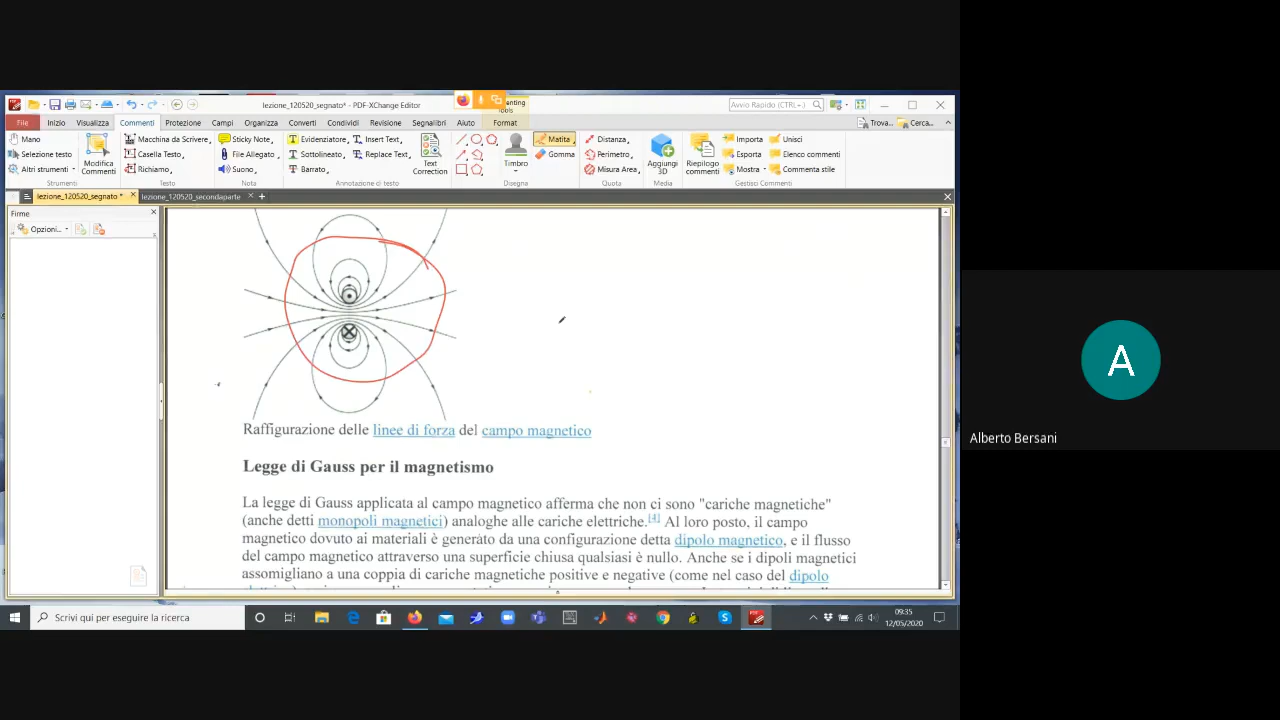 lezione_120520_segnato* - PDF-XChange Editor
enting
Tools
Avvio Rapido (CTRL+)
File Inizio Visualizza Commenti Protezione Campi Organizza Converti Condividi Revisione Segnalibri Aiuto Format Trova... Cerca...
Mano
Selezione testo
Altri strumenti
Strumenti
Modifica Commenti
Macchina da Scrivere
Casella Testo
Richiamo
Testo
Sticky Note
File Allegato
Suono
Nota
Evidenziatore
Sottolineato
Barrato
Insert Text
Replace Text
Text Correction
Annotazione di testo
Timbro
Matita
Gomma
Disegna
Distanza
Perimetro
Misura Area
Quota
Aggiungi 3D
Media
Riepilogo commenti
Importa
Esporta
Mostra
Unisci
Elenco commenti
Commenta stile
Gestisci Commenti
lezione_120520_segnato * lezione_120520_secondaparte
Firme
Opzioni...
Raffigurazione delle linee di forza del campo magnetico
Legge di Gauss per il magnetismo
La legge di Gauss applicata al campo magnetico afferma che non ci sono "cariche magnetiche"
(anche detti monopoli magnetici) analoghe alle cariche elettriche.[4] Al loro posto, il campo
magnetico dovuto ai materiali è generato da una configurazione detta dipolo magnetico, e il flusso
del campo magnetico attraverso una superficie chiusa qualsiasi è nullo. Anche se i dipoli magnetici
assomigliano a una coppia di cariche magnetiche positive e negative (come nel caso del dipolo
Scrivi qui per eseguire la ricerca
09:35
12/05/2020
A
Alberto Bersani